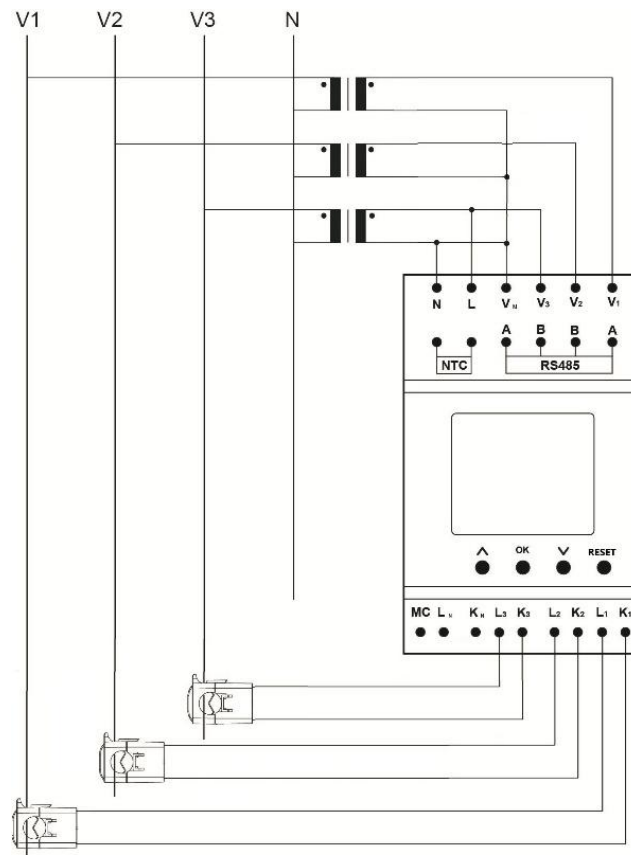 V1 V2 V3 N
N L VN V3 V2 V1
A B B A
NTC RS485
OK RESET
MC LN KN L3 K3 L2 K2 L1 K1